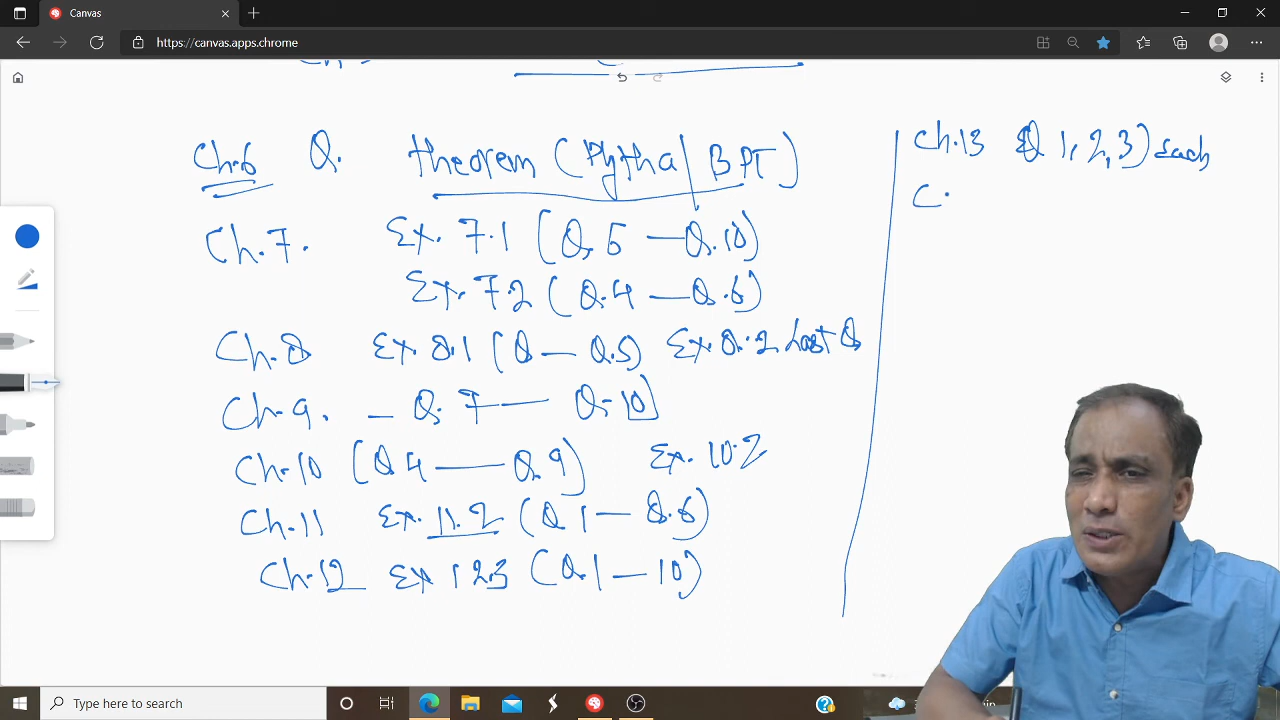 Canvas
https://canvas.apps.chrome
Ch.6 Q. theorem (Pytha/BPT)
Ch.7. Ex. 7.1 (Q.5 — Q.10)
Ex. 7.2 (Q.4 — Q.6)
Ch.8 Ex. 8.1 (Q — Q.5) Ex. 8.2 Last Q
Ch.9. — Q. 7 — Q.10]
Ch.10 (Q.4 — Q.9) Ex. 10.2
Ch.11 Ex. 11.2 (Q.1 — Q.6)
Ch.12 Ex 12.3 (Q.1 — 10)
Ch.13 Q 1, 2, 3) each
C.
Type here to search